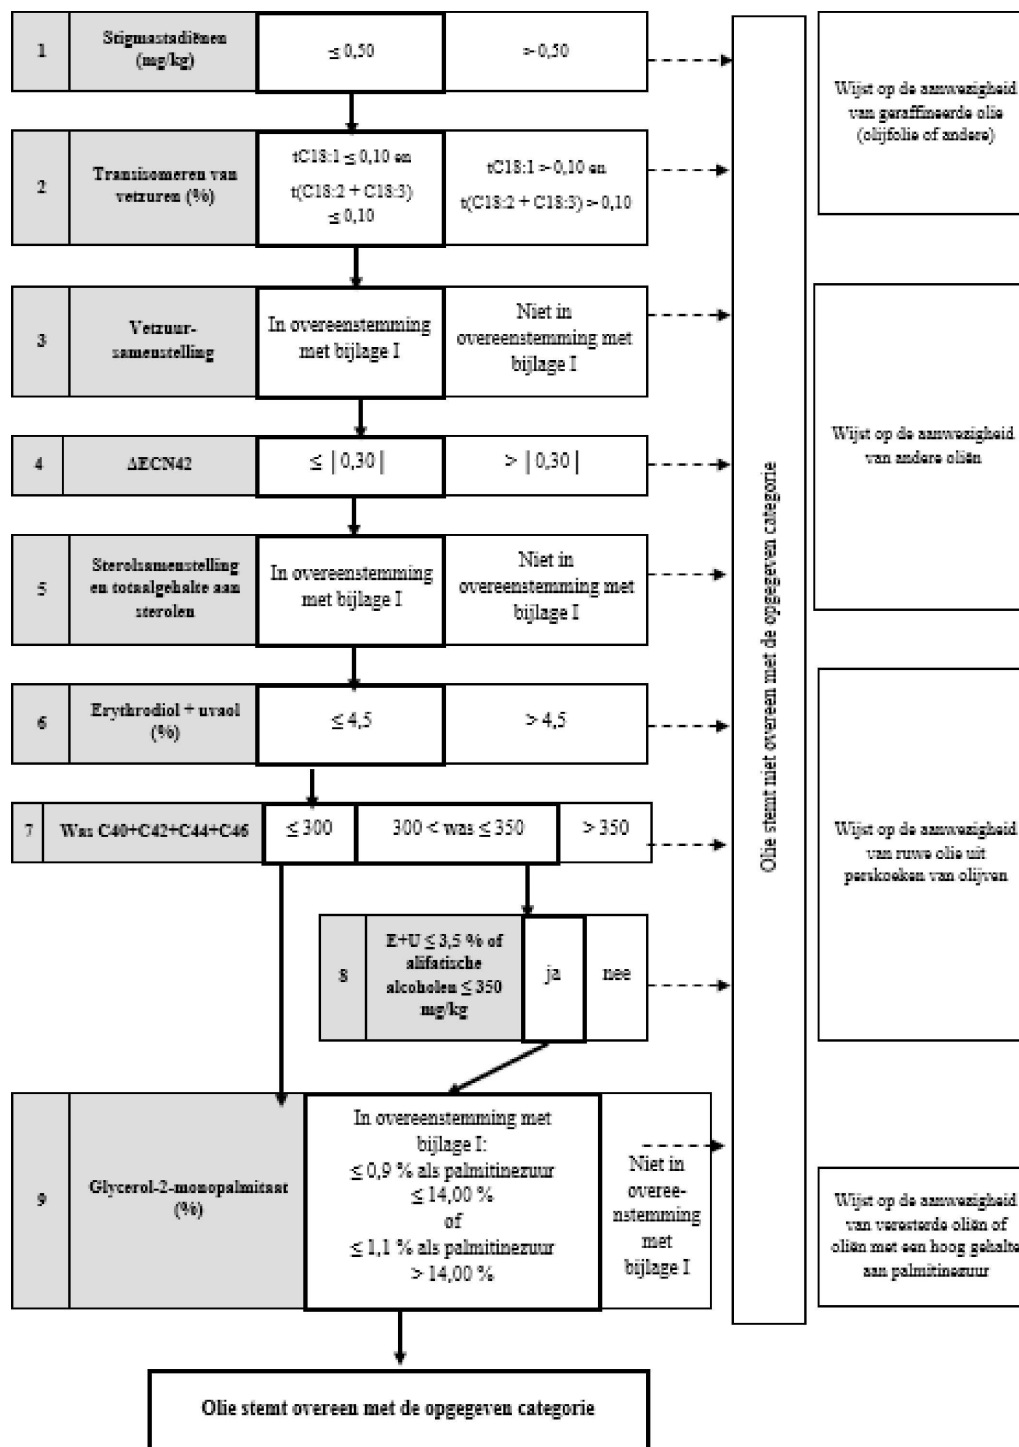 1
Stigmastadiënen
(mg/kg)
≤ 0,50
> 0,50
Wijst op de aanwezigheid
van geraffineerde olie
(olijfolie of andere)
2
Transisomeren van
vetzuren (%)
tC18:1 ≤ 0,10 en
t(C18:2 + C18:3)
≤ 0,10
tC18:1 > 0,10 en
t(C18:2 + C18:3) > 0,10
3
Vetzuur-
samenstelling
In overeenstemming
met bijlage I
Niet in
overeenstemming met
bijlage I
Wijst op de aanwezigheid
van andere oliën
4
ΔECN42
≤ | 0,30 |
> | 0,30 |
5
Sterolsamenstelling
en totaalgehalte aan
sterolen
In overeenstemming
met bijlage I
Niet in
overeenstemming met
bijlage I
Olie stemt niet overeen met de opgegeven categorie
6
Erythrodiol + uvaol
(%)
≤ 4,5
> 4,5
7
Was C40+C42+C44+C46
≤ 300
300 < was ≤ 350
> 350
Wijst op de aanwezigheid
van ruwe olie uit
perskoeken van olijven
8
E+U ≤ 3,5 % of
alifatische
alcoholen ≤ 350
mg/kg
ja
nee
9
Glycerol-2-monopalmitaat
(%)
In overeenstemming met
bijlage I:
≤ 0,9 % als palmitinezuur
≤ 14,00 %
of
≤ 1,1 % als palmitinezuur
> 14,00 %
Niet in
overee-
nstemming
met
bijlage I
Wijst op de aanwezigheid
van veresterde oliën of
oliën met een hoog gehalte
aan palmitinezuur
Olie stemt overeen met de opgegeven categorie